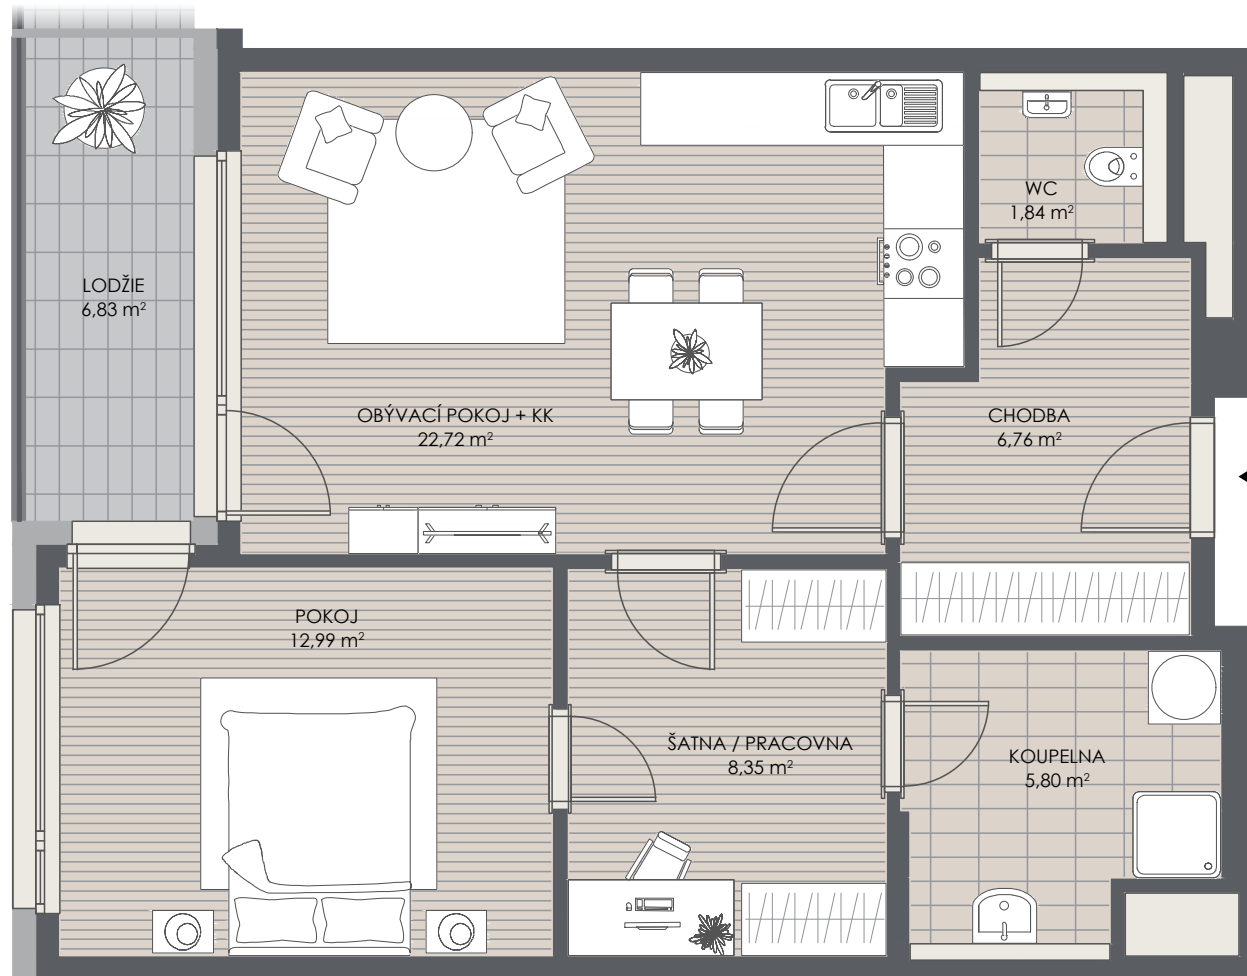 WC
1,84 m²
LODŽIE
6,83 m²
OBÝVACÍ POKOJ + KK
22,72 m²
CHODBA
6,76 m²
POKOJ
12,99 m²
ŠATNA / PRACOVNA
8,35 m²
KOUPELNA
5,80 m²